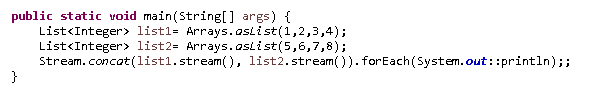 public static void main(String[] args) {
List<Integer> list1= Arrays.asList(1,2,3,4);
List<Integer> list2= Arrays.asList(5,6,7,8);
Stream.concat(list1.stream(), list2.stream()).forEach(System.out::println);;
}